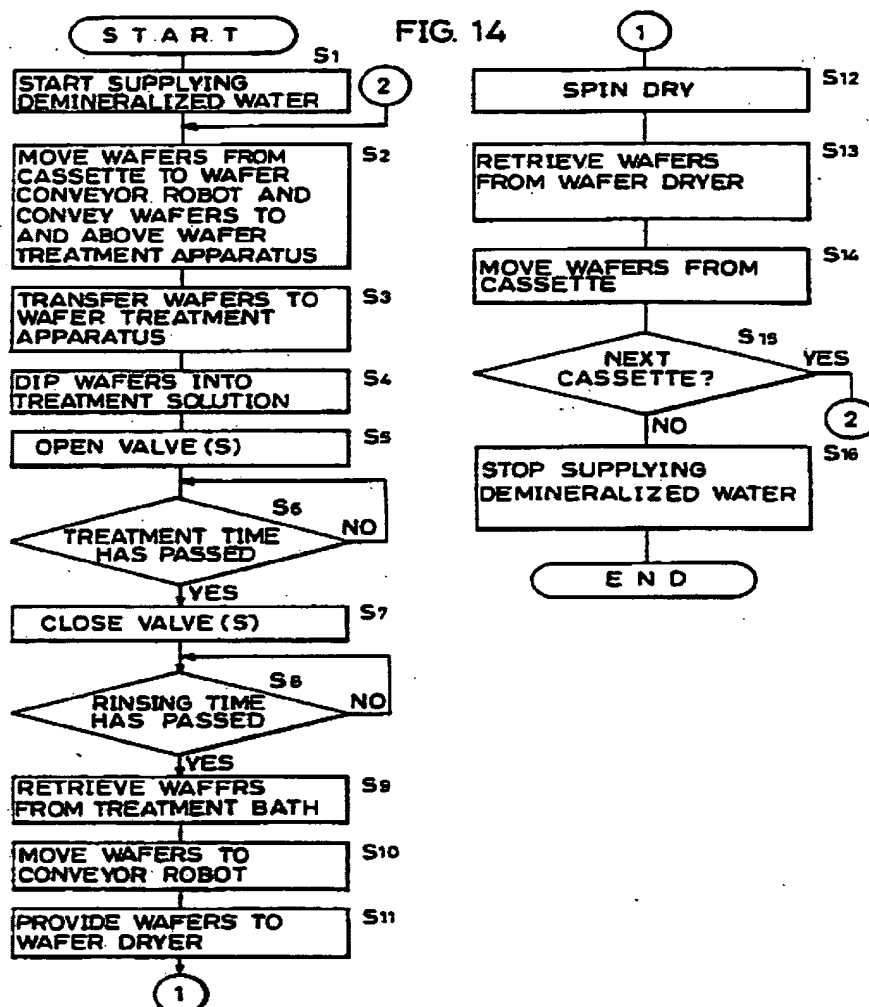 START
FIG. 14
S1
START SUPPLYING
DEMINERALIZED WATER
2
S2
MOVE WAFERS FROM
CASSETTE TO WAFER
CONVEYOR ROBOT AND
CONVEY WAFERS TO
AND ABOVE WAFER
TREATMENT APPARATUS
S3
TRANSFER WAFERS TO
WAFER TREATMENT
APPARATUS
S4
DIP WAFERS INTO
TREATMENT SOLUTION
S5
OPEN VALVE(S)
S6
TREATMENT TIME
HAS PASSED
NO
YES
S7
CLOSE VALVE(S)
S8
RINSING TIME
HAS PASSED
NO
YES
S9
RETRIEVE WAFFRS
FROM TREATMENT BATH
S10
MOVE WAFERS TO
CONVEYOR ROBOT
S11
PROVIDE WAFERS TO
WAFER DRYER
1
1
S12
SPIN DRY
S13
RETRIEVE WAFERS
FROM WAFER DRYER
S14
MOVE WAFERS FROM
CASSETTE
S15
NEXT
CASSETTE?
YES
2
NO
S16
STOP SUPPLYING
DEMINERALIZED WATER
END